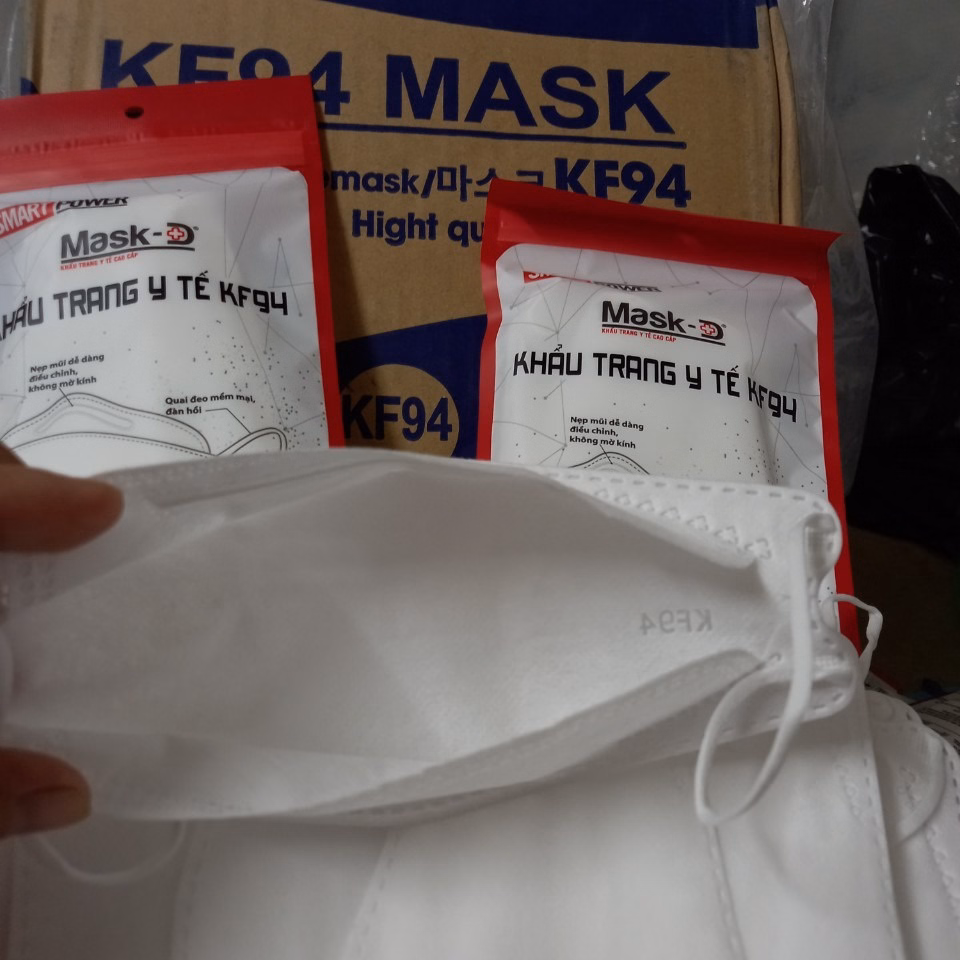 KF94 MASK
mask/마스크 KF94
Hight qu
KF94
SMART POWER
Mask-D
KHẨU TRANG Y TẾ CAO CẤP
KHẨU TRANG Y TẾ KF94
Nẹp mũi dễ dàng
điều chỉnh,
không mờ kính
Quai đeo mềm mại,
đàn hồi
SMART POWER
Mask-D
KHẨU TRANG Y TẾ CAO CẤP
KHẨU TRANG Y TẾ KF94
Nẹp mũi dễ dàng
điều chỉnh,
không mờ kính
KF94